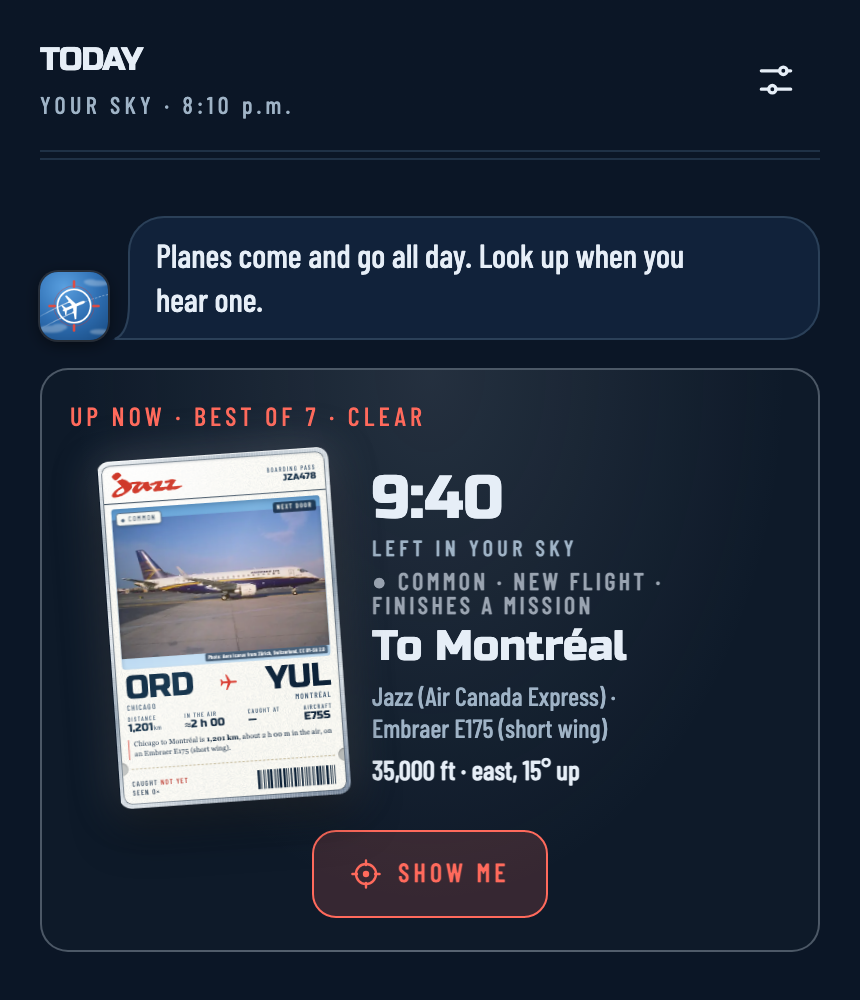 TODAY
YOUR SKY · 8:10 p.m.
Planes come and go all day. Look up when you
hear one.
UP NOW · BEST OF 7 · CLEAR
Jazz
BOARDING PASS
JZA478
COMMON
NEXT DOOR
ORD
YUL
CHICAGO
MONTRÉAL
DISTANCE
IN THE AIR
CAUGHT AT
AIRCRAFT
1,201km
≈2 h 00
—
E75S
Chicago to Montréal is 1,201 km, about 2 h 00 m in the air, on
an Embraer E175 (short wing).
CAUGHT NOT YET
SEEN 0×
9:40
LEFT IN YOUR SKY
● COMMON · NEW FLIGHT ·
FINISHES A MISSION
To Montréal
Jazz (Air Canada Express) ·
Embraer E175 (short wing)
35,000 ft · east, 15° up
SHOW ME